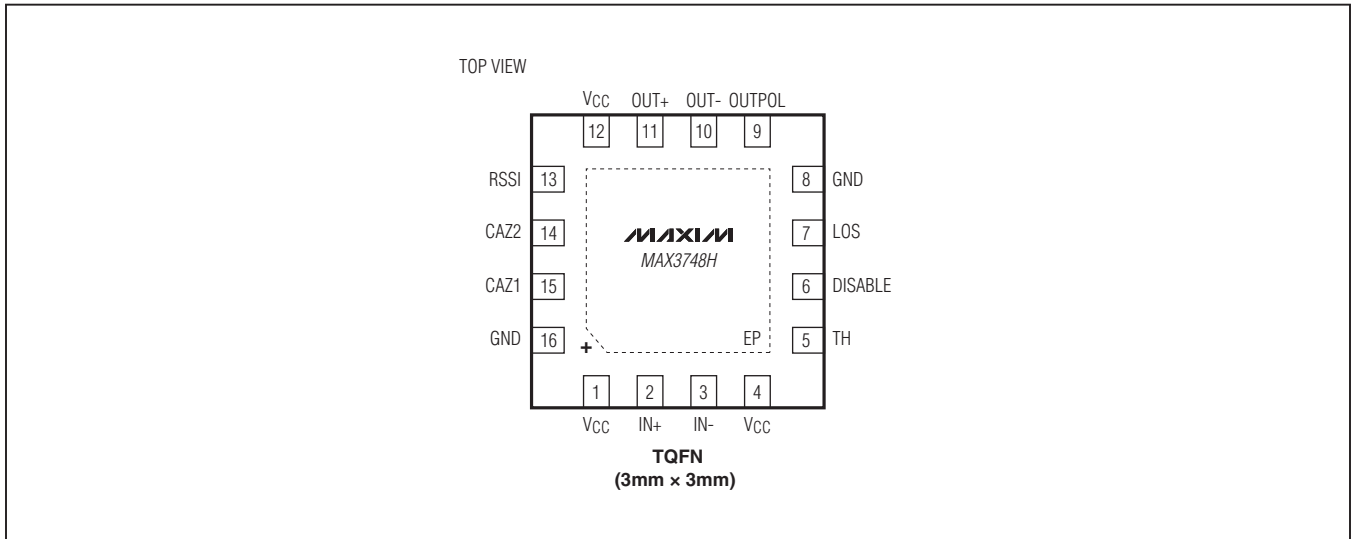 TOP VIEW
VCC OUT+ OUT- OUTPOL
12 11 10 9
RSSI 13 8 GND
CAZ2 14 MAXIM 7 LOS
MAX3748H
CAZ1 15 6 DISABLE
GND 16 + EP 5 TH
1 2 3 4
VCC IN+ IN- VCC
TQFN
(3mm × 3mm)